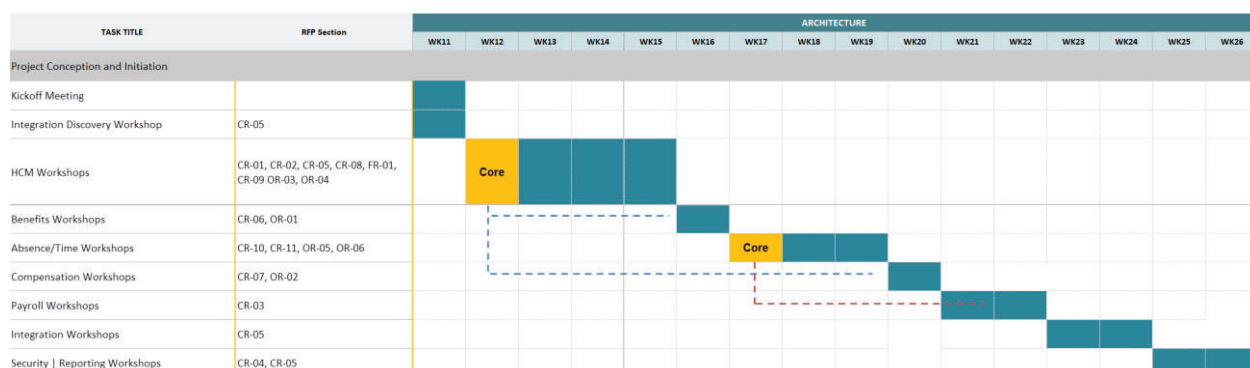 ARCHITECTURE
TASK TITLE RFP Section
WK11 WK12 WK13 WK14 WK15 WK16 WK17 WK18 WK19 WK20 WK21 WK22 WK23 WK24 WK25 WK26
Project Conception and Initiation
Kickoff Meeting
Integration Discovery Workshop CR-05
HCM Workshops CR-01, CR-02, CR-05, CR-08, FR-01,
CR-09 OR-03, OR-04
Core
Benefits Workshops CR-06, OR-01
Absence/Time Workshops CR-10, CR-11, OR-05, OR-06 Core
Compensation Workshops CR-07, OR-02
Payroll Workshops CR-03
Integration Workshops CR-05
Security | Reporting Workshops CR-04, CR-05